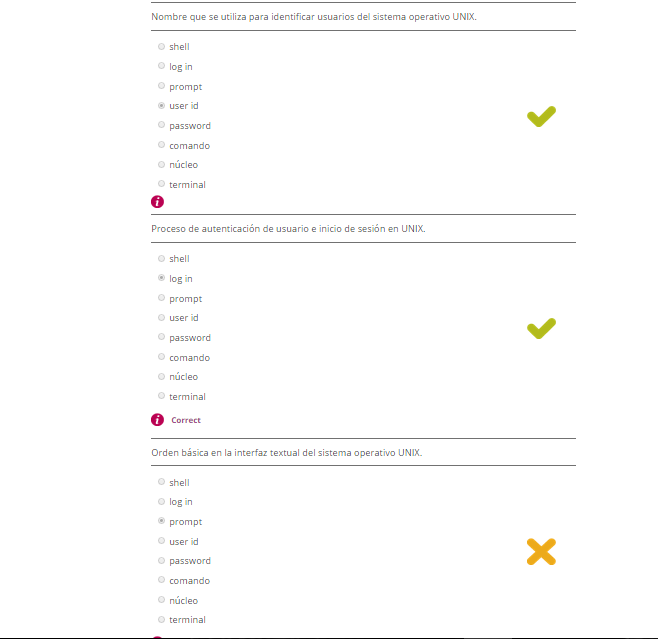 Nombre que se utiliza para identificar usuarios del sistema operativo UNIX.
shell
log in
prompt
user id
password
comando
núcleo
terminal
i
Proceso de autenticación de usuario e inicio de sesión en UNIX.
shell
log in
prompt
user id
password
comando
núcleo
terminal
i Correct
Orden básica en la interfaz textual del sistema operativo UNIX.
shell
log in
prompt
user id
password
comando
núcleo
terminal